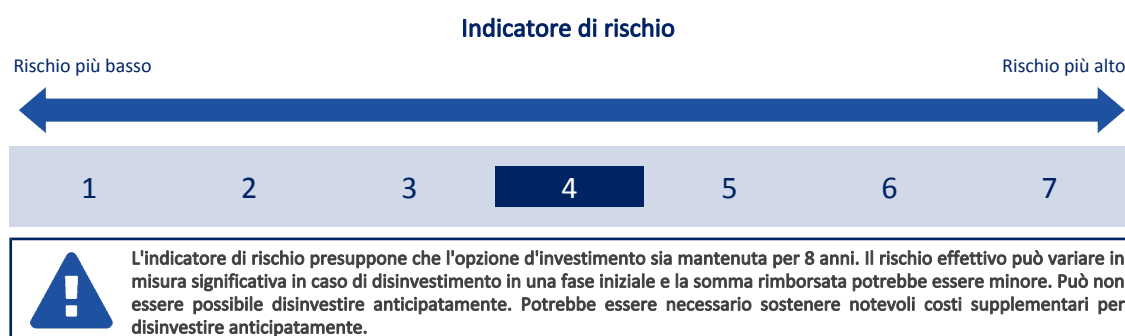 Indicatore di rischio
Rischio più basso
Rischio più alto
1 2 3 4 5 6 7
L'indicatore di rischio presuppone che l'opzione d'investimento sia mantenuta per 8 anni. Il rischio effettivo può variare in
misura significativa in caso di disinvestimento in una fase iniziale e la somma rimborsata potrebbe essere minore. Può non
essere possibile disinvestire anticipatamente. Potrebbe essere necessario sostenere notevoli costi supplementari per
disinvestire anticipatamente.